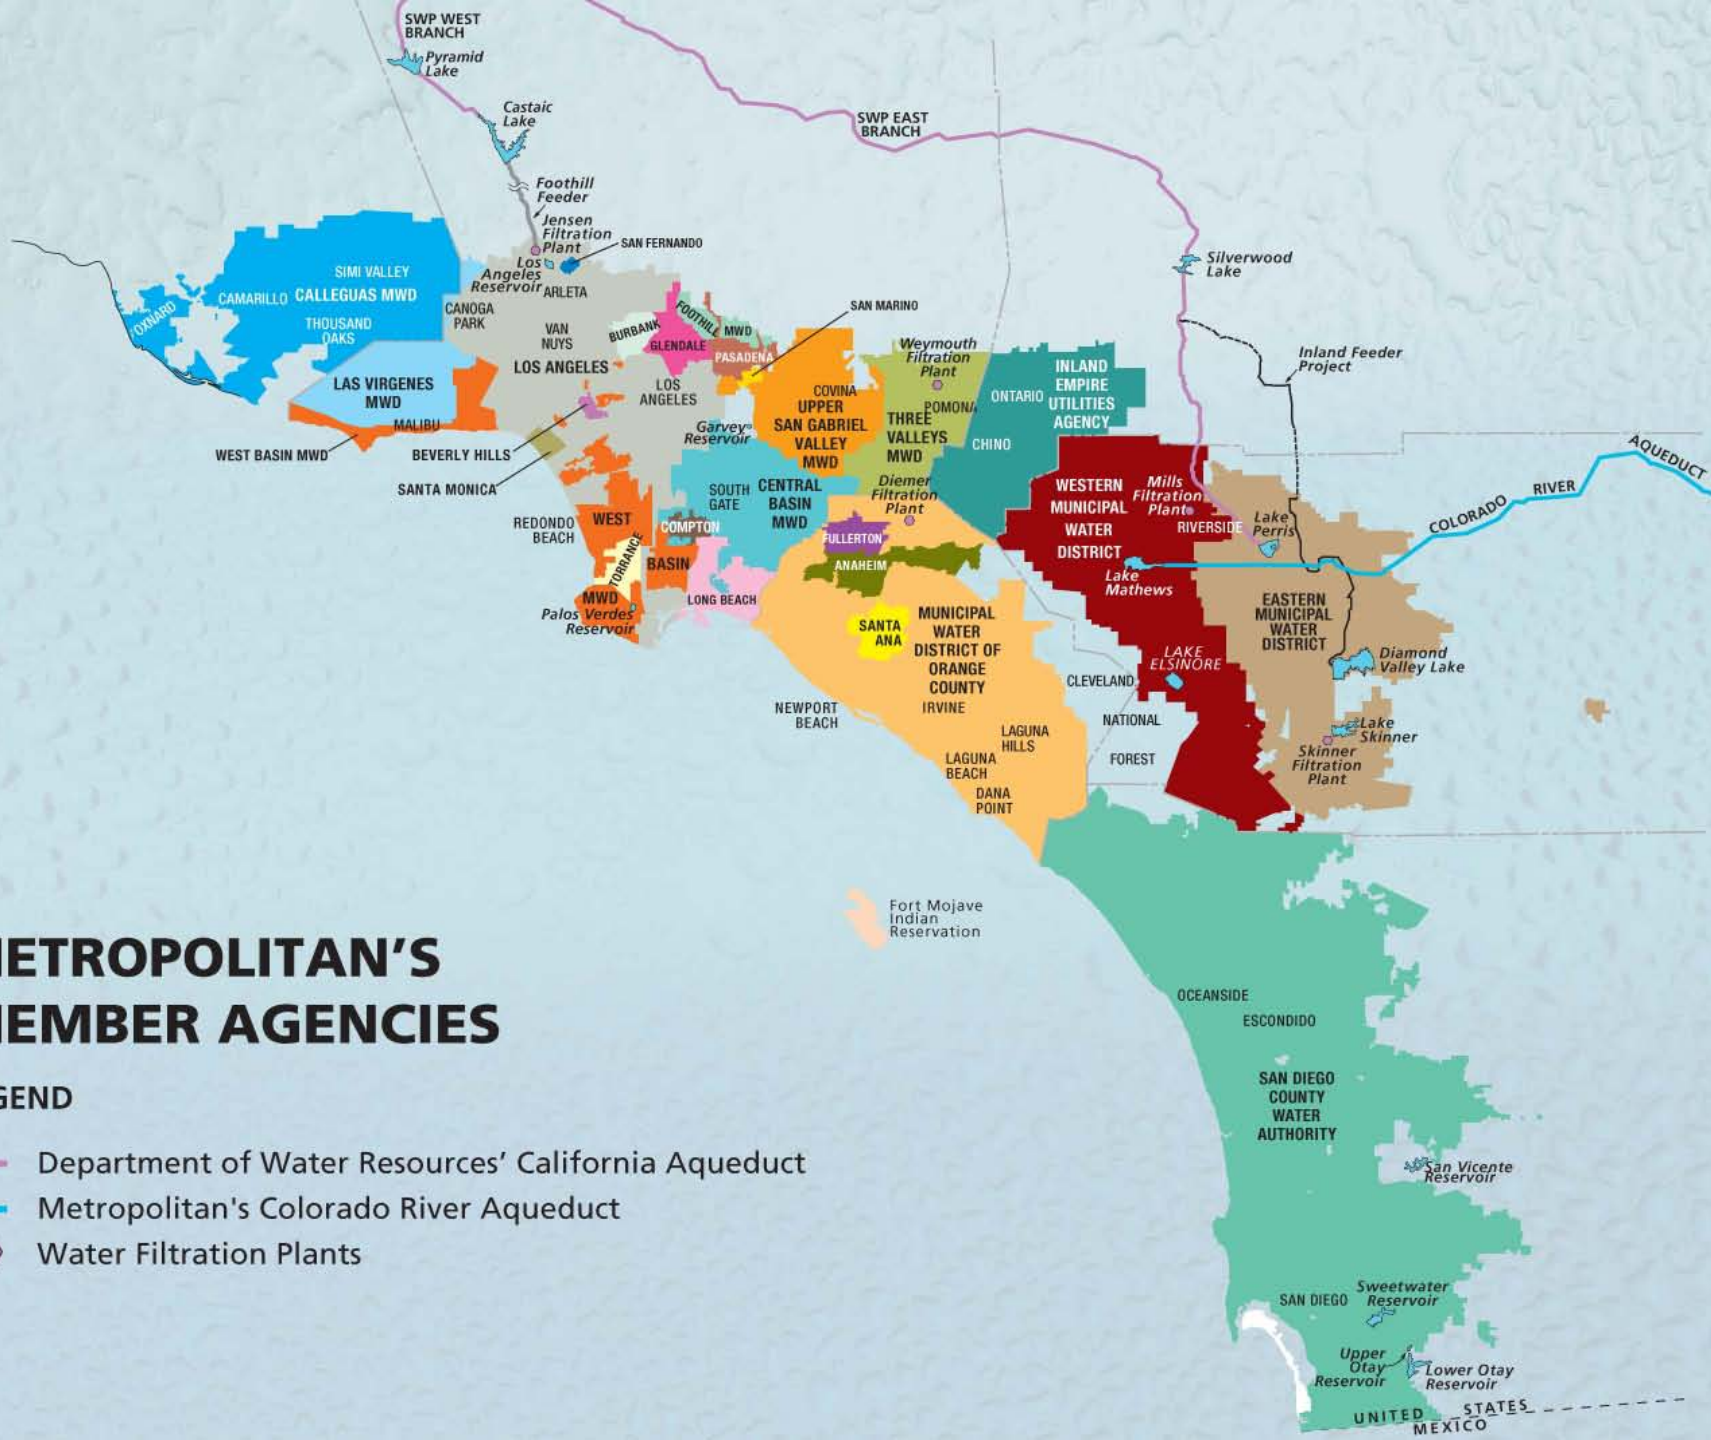 SWP WEST
BRANCH
Pyramid
Lake
Castaic
Lake
SWP EAST
BRANCH
Foothill
Feeder
Jensen
Filtration
Plant
SAN FERNANDO
Los
Angeles
Reservoir
ARLETA
Silverwood
Lake
SIMI VALLEY
CAMARILLO
CALLEGUAS MWD
OXNARD
THOUSAND
OAKS
CANOGA
PARK
VAN
NUYS
BURBANK
GLENDALE
FOOTHILL
MWD
PASADENA
SAN MARINO
Weymouth
Filtration
Plant
Inland Feeder
Project
LOS ANGELES
LOS
ANGELES
LAS VIRGENES
MWD
MALIBU
WEST BASIN MWD
BEVERLY HILLS
SANTA MONICA
Garvey
Reservoir
COVINA
UPPER
SAN GABRIEL
VALLEY
MWD
POMONA
THREE
VALLEYS
MWD
ONTARIO
INLAND
EMPIRE
UTILITIES
AGENCY
CHINO
AQUEDUCT
RIVER
COLORADO
SOUTH
GATE
CENTRAL
BASIN
MWD
Diemer
Filtration
Plant
WESTERN
MUNICIPAL
WATER
DISTRICT
Mills
Filtration
Plant
RIVERSIDE
Lake
Perris
REDONDO
BEACH
WEST
BASIN
MWD
TORRANCE
COMPTON
FULLERTON
ANAHEIM
LONG BEACH
Palos Verdes
Reservoir
Lake
Mathews
SANTA
ANA
MUNICIPAL
WATER
DISTRICT OF
ORANGE
COUNTY
EASTERN
MUNICIPAL
WATER
DISTRICT
LAKE
ELSINORE
Diamond
Valley Lake
CLEVELAND
NATIONAL
FOREST
NEWPORT
BEACH
IRVINE
LAGUNA
HILLS
LAGUNA
BEACH
DANA
POINT
Lake
Skinner
Skinner
Filtration
Plant
Fort Mojave
Indian
Reservation
ETROPOLITAN'S
EMBER AGENCIES
GEND
Department of Water Resources' California Aqueduct
Metropolitan's Colorado River Aqueduct
Water Filtration Plants
OCEANSIDE
ESCONDIDO
SAN DIEGO
COUNTY
WATER
AUTHORITY
San Vicente
Reservoir
SAN DIEGO
Sweetwater
Reservoir
Upper
Otay
Reservoir
Lower Otay
Reservoir
UNITED STATES
MEXICO